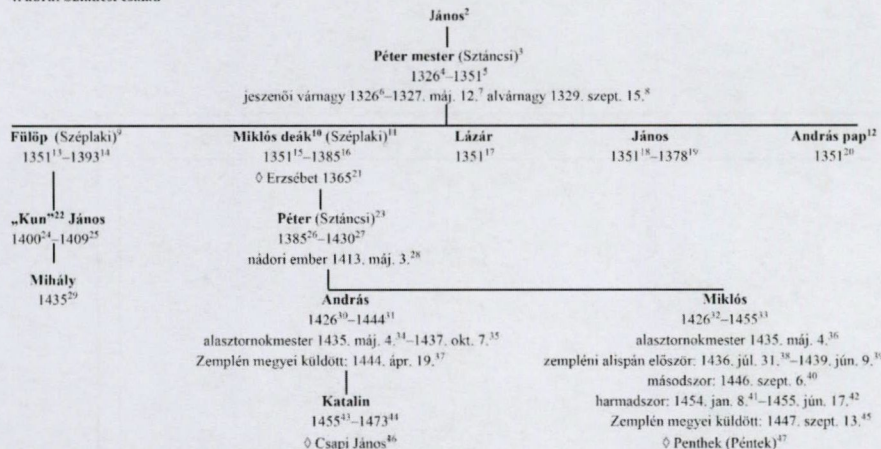 János²
Péter mester (Sztáncsi)³
1326⁴–1351⁵
jeszenői várnagy 1326⁶–1327. máj. 12.⁷ alvárnagy 1329. szept. 15.⁸
Fülöp (Széplaki)⁹ Miklós deák¹⁰ (Széplaki)¹¹ Lázár János András pap¹²
1351¹³–1393¹⁴ 1351¹⁵–1385¹⁶ 1351¹⁷ 1351¹⁸–1378¹⁹ 1351²⁰
◊ Erzsébet 1365²¹
„Kun”²² János Péter (Sztáncsi)²³
1400²⁴–1409²⁵ 1385²⁶–1430²⁷
nádori ember 1413. máj. 3.²⁸
Mihály
1435²⁹
András Miklós
1426³⁰–1444³¹ 1426³²–1455³³
alasztornokmester 1435. máj. 4.³⁴–1437. okt. 7.³⁵ alasztornokmester 1435. máj. 4.³⁶
Zemplén megyei küldött: 1444. ápr. 19.³⁷ zempléni alispán először: 1436. júl. 31.³⁸–1439. jún. 9.³⁹
másodszor: 1446. szept. 6.⁴⁰
Katalin harmadszor: 1454. jan. 8.⁴¹–1455. jún. 17.⁴²
1455⁴³–1473⁴⁴ Zemplén megyei küldött: 1447. szept. 13.⁴⁵
◊ Csapi János⁴⁶ ◊ Penthek (Péntek)⁴⁷